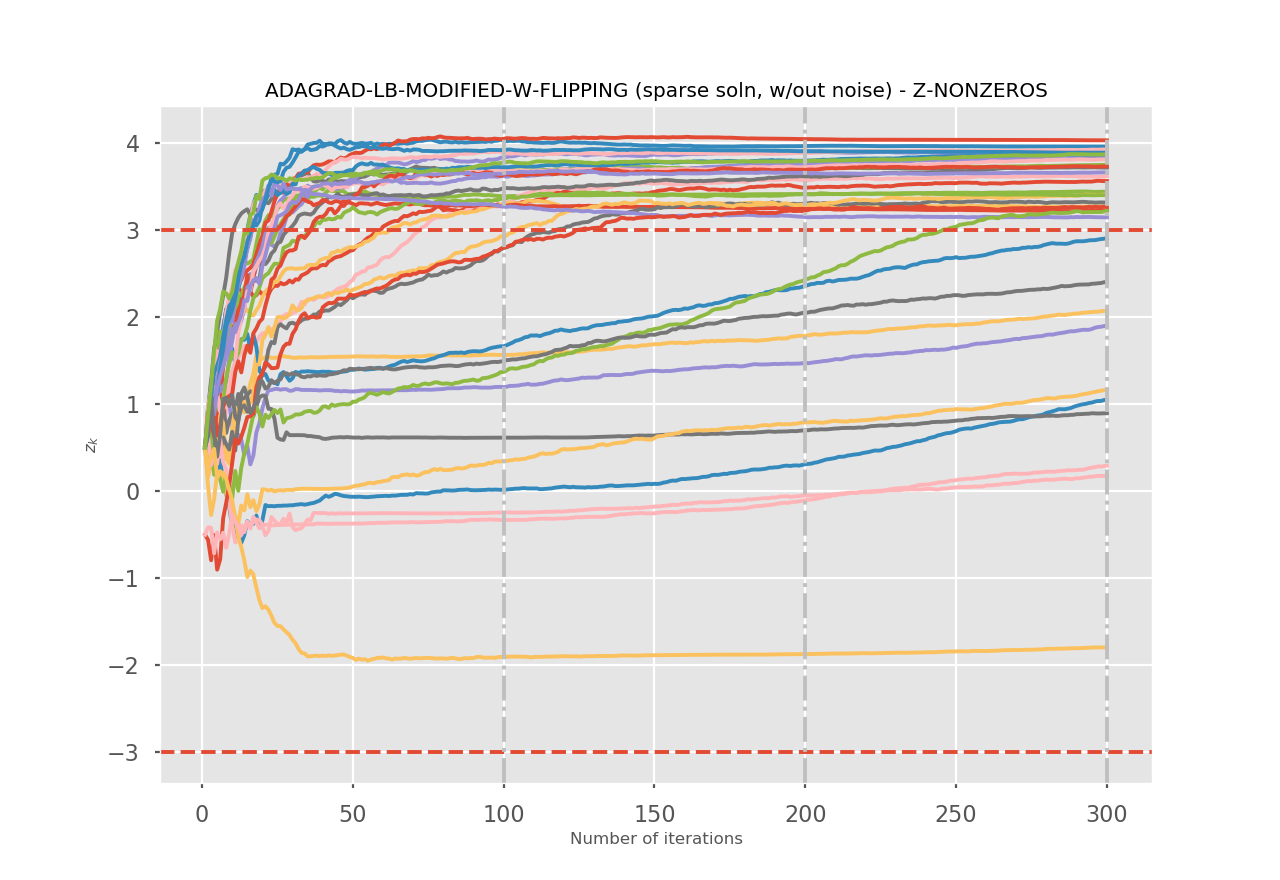 ADAGRAD-LB-MODIFIED-W-FLIPPING (sparse soln, w/out noise) - Z-NONZEROS
4
3
2
1
0
−1
−2
−3
z_k
0 50 100 150 200 250 300
Number of iterations